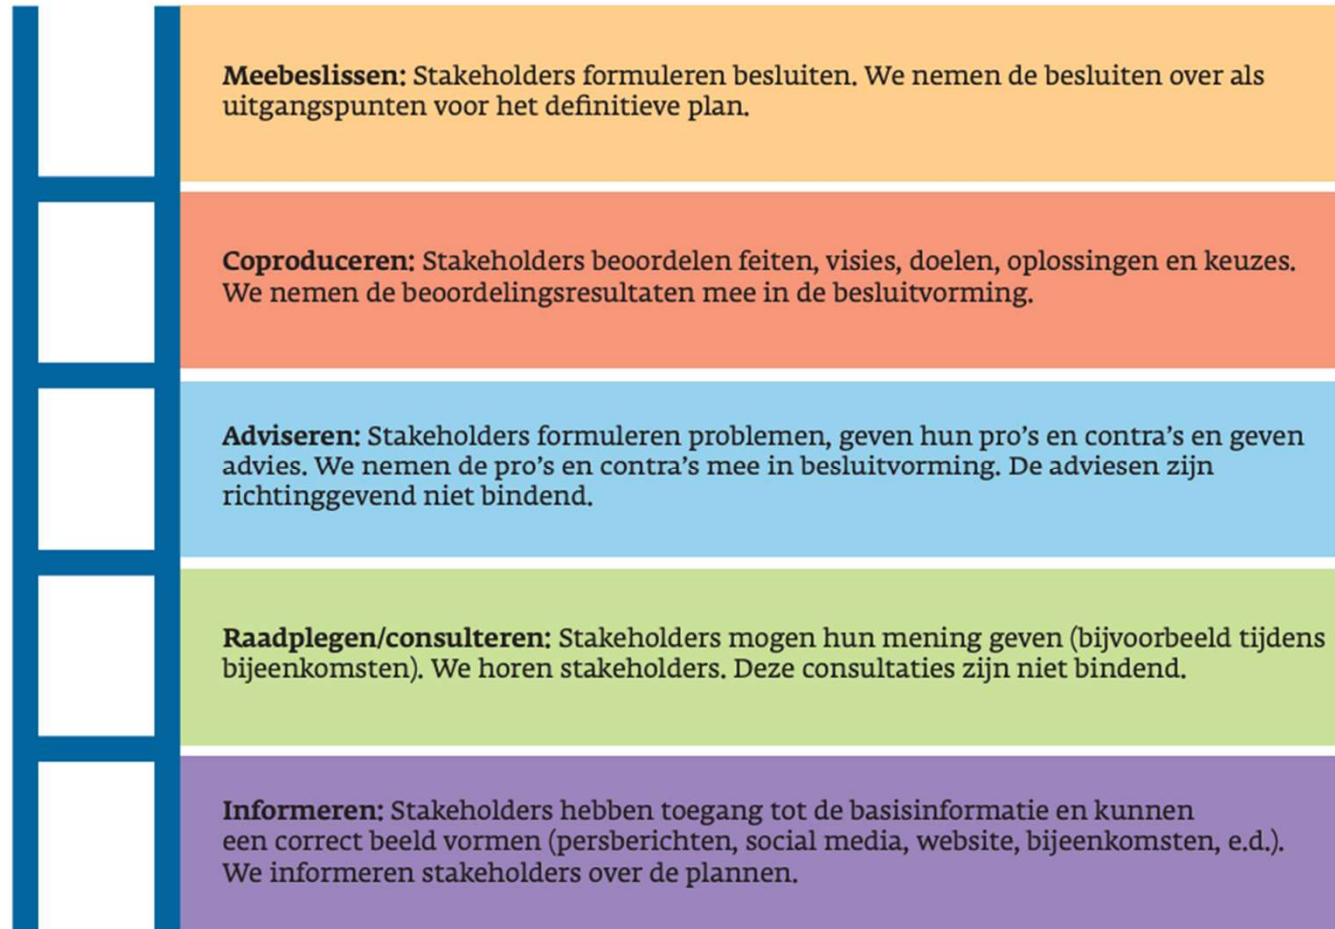 Meebeslissen: Stakeholders formuleren besluiten. We nemen de besluiten over als
uitgangspunten voor het definitieve plan.
Coproduceren: Stakeholders beoordelen feiten, visies, doelen, oplossingen en keuzes.
We nemen de beoordelingsresultaten mee in de besluitvorming.
Adviseren: Stakeholders formuleren problemen, geven hun pro's en contra's en geven
advies. We nemen de pro's en contra's mee in besluitvorming. De adviesen zijn
richtinggevend niet bindend.
Raadplegen/consulteren: Stakeholders mogen hun mening geven (bijvoorbeeld tijdens
bijeenkomsten). We horen stakeholders. Deze consultaties zijn niet bindend.
Informeren: Stakeholders hebben toegang tot de basisinformatie en kunnen
een correct beeld vormen (persberichten, social media, website, bijeenkomsten, e.d.).
We informeren stakeholders over de plannen.